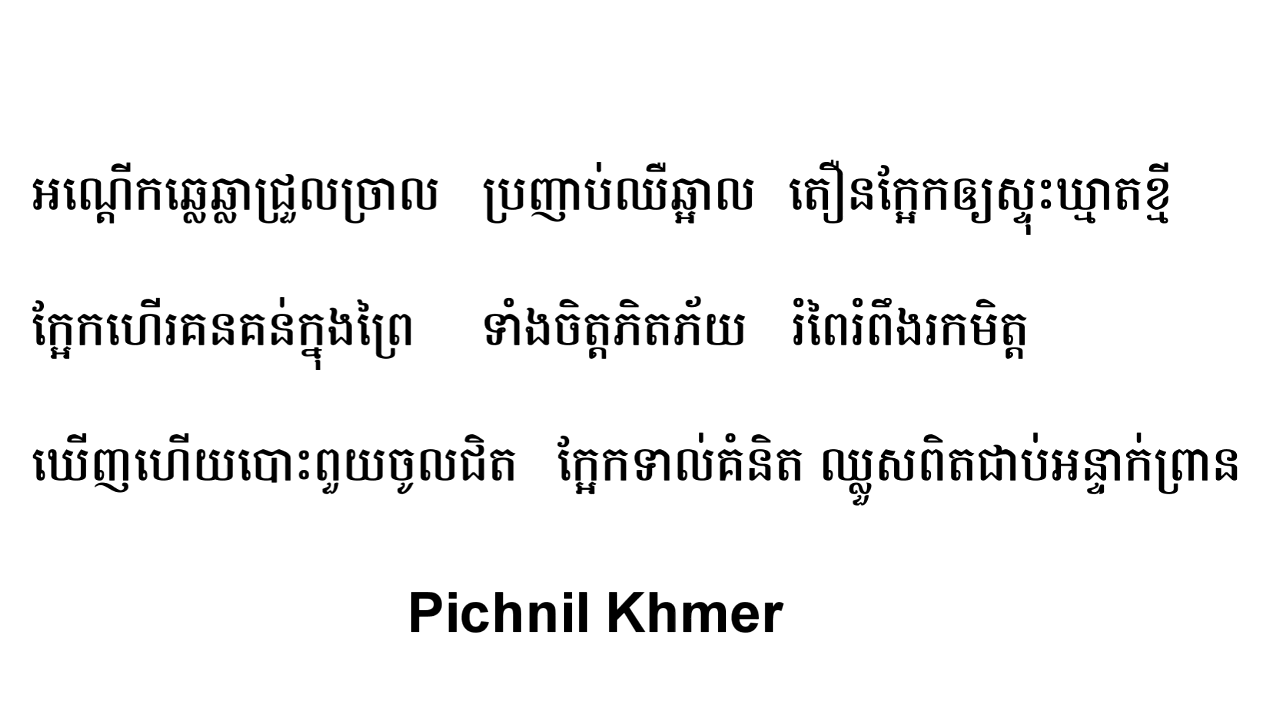 អណ្ដើកឆ្លេឆ្លាជ្រួលច្រាល ប្រញាប់ឈឺឆ្អាល តឿនក្អែកឲ្យស្ទុះឃ្មាតខ្មី
ក្អែកហើរគនគន់ក្នុងព្រៃ ទាំងចិត្តភិតភ័យ រំពៃរំពឹងរកមិត្ត
ឃើញហើយបោះពួយចូលជិត ក្អែកទាល់គំនិត ឈ្លួសពិតជាប់អន្ទាក់ព្រាន
Pichnil Khmer